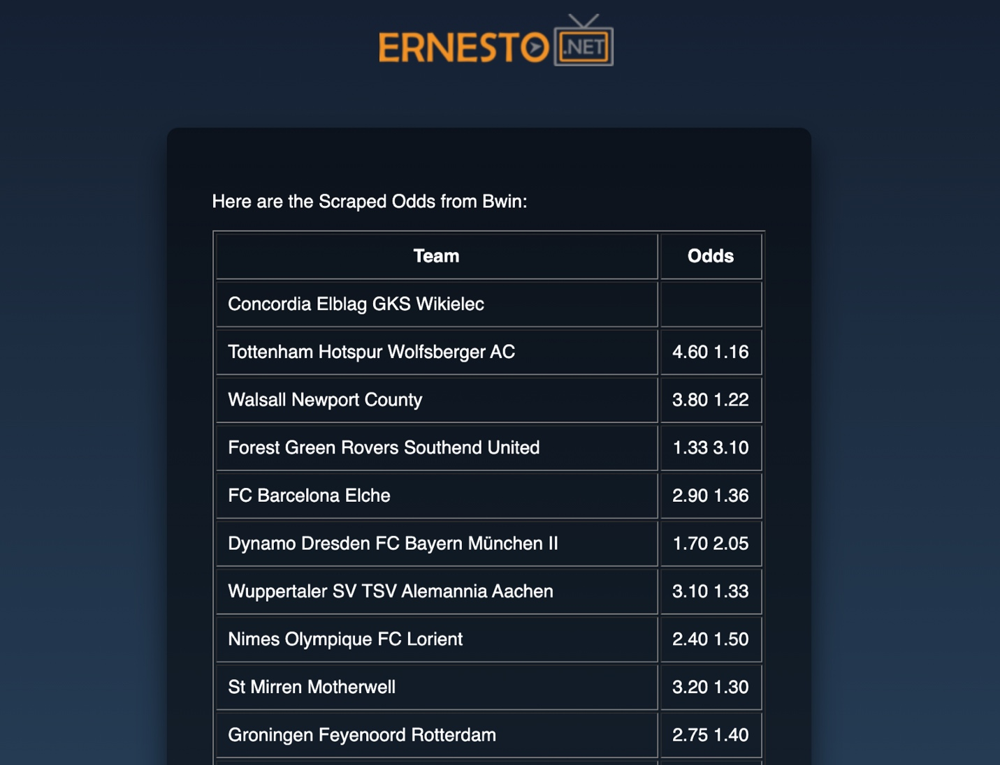 ERNESTO .NET
Here are the Scraped Odds from Bwin:
Team Odds
Concordia Elblag GKS Wikielec
Tottenham Hotspur Wolfsberger AC 4.60 1.16
Walsall Newport County 3.80 1.22
Forest Green Rovers Southend United 1.33 3.10
FC Barcelona Elche 2.90 1.36
Dynamo Dresden FC Bayern München II 1.70 2.05
Wuppertaler SV TSV Alemannia Aachen 3.10 1.33
Nimes Olympique FC Lorient 2.40 1.50
St Mirren Motherwell 3.20 1.30
Groningen Feyenoord Rotterdam 2.75 1.40